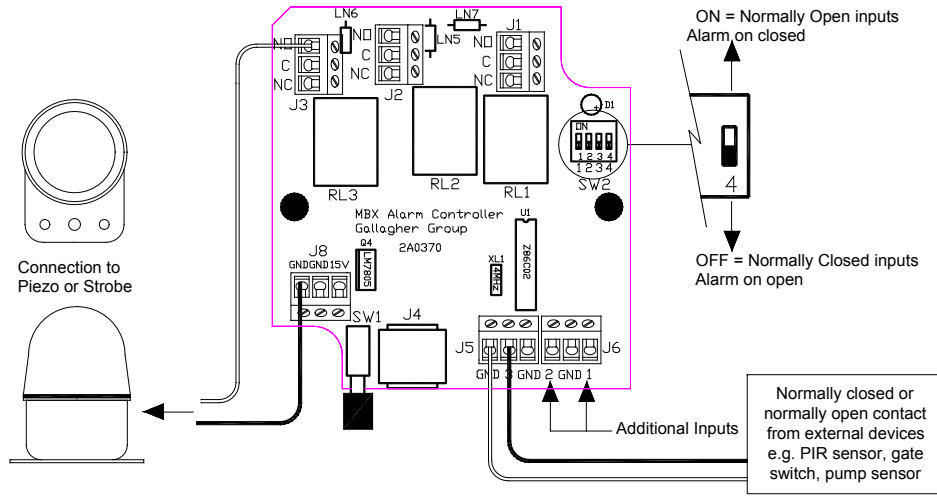 LN6
LN7
LN5
J1
NO
C
NC
J3
NO
C
NC
J2
NO
C
NC
ON = Normally Open inputs
Alarm on closed
D1
ON
1 2 3 4
1 2 3 4
SW2
4
OFF = Normally Closed inputs
Alarm on open
RL3
RL2
RL1
MBX Alarm Controller
Gallagher Group
2A0370
U1
Z86C02
XL1
4MHz
Q4
LM7805
J8
GND GND 15V
SW1
J4
Connection to
Piezo or Strobe
J5
J6
GND 3 GND 2 GND 1
Additional Inputs
Normally closed or
normally open contact
from external devices
e.g. PIR sensor, gate
switch, pump sensor